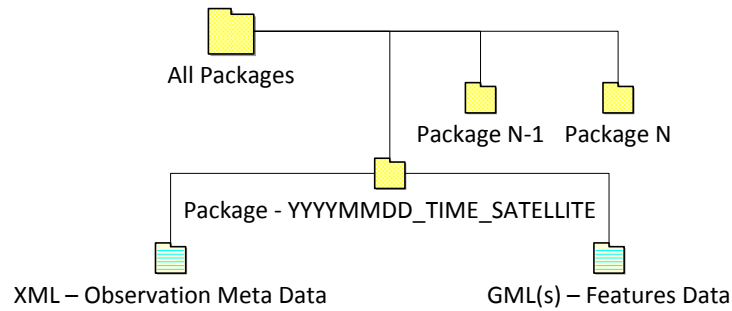 All Packages
Package N-1
Package N
Package - YYYYMMDD_TIME_SATELLITE
XML – Observation Meta Data
GML(s) – Features Data